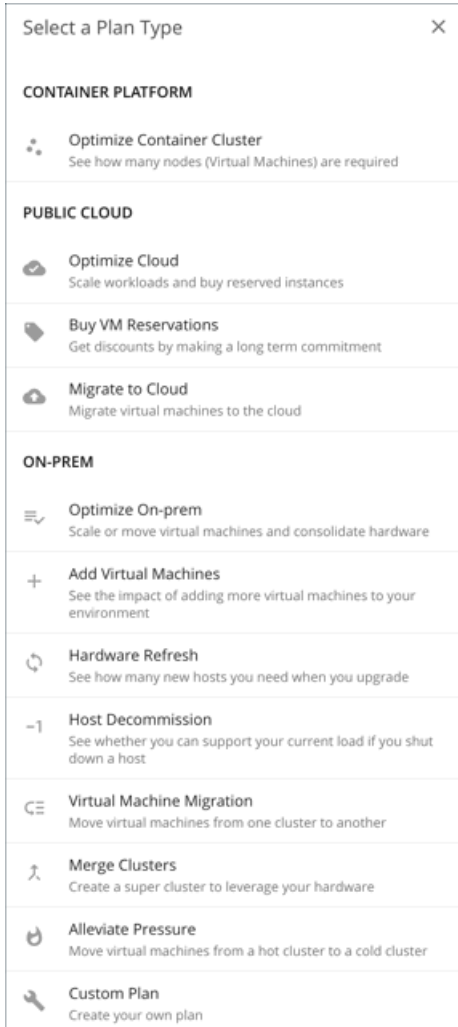 Select a Plan Type
CONTAINER PLATFORM
Optimize Container Cluster
See how many nodes (Virtual Machines) are required
PUBLIC CLOUD
Optimize Cloud
Scale workloads and buy reserved instances
Buy VM Reservations
Get discounts by making a long term commitment
Migrate to Cloud
Migrate virtual machines to the cloud
ON-PREM
Optimize On-prem
Scale or move virtual machines and consolidate hardware
Add Virtual Machines
See the impact of adding more virtual machines to your
environment
Hardware Refresh
See how many new hosts you need when you upgrade
−1 Host Decommission
See whether you can support your current load if you shut
down a host
Virtual Machine Migration
Move virtual machines from one cluster to another
Merge Clusters
Create a super cluster to leverage your hardware
Alleviate Pressure
Move virtual machines from a hot cluster to a cold cluster
Custom Plan
Create your own plan